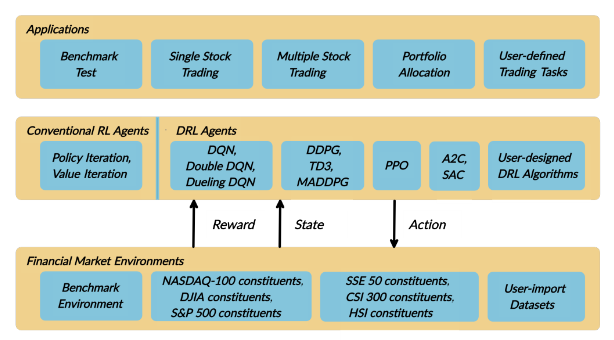 Applications
Benchmark
Test
Single Stock
Trading
Multiple Stock
Trading
Portfolio
Allocation
User-defined
Trading Tasks
Conventional RL Agents
DRL Agents
Policy Iteration,
Value Iteration
DQN,
Double DQN,
Dueling DQN
DDPG,
TD3,
MADDPG
PPO
A2C,
SAC
User-designed
DRL Algorithms
Reward
State
Action
Financial Market Environments
Benchmark
Environment
NASDAQ-100 constituents,
DJIA constituents,
S&P 500 constituents
SSE 50 constituents,
CSI 300 constituents,
HSI constituents
User-import
Datasets